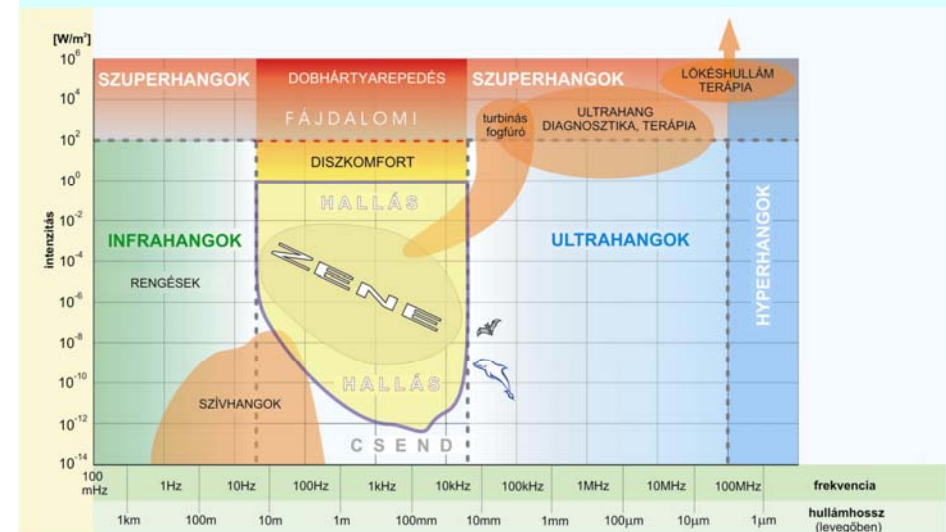 [W/m²]
10⁶
10⁴
10²
10⁰
10⁻²
10⁻⁴
10⁻⁶
10⁻⁸
10⁻¹⁰
10⁻¹²
10⁻¹⁴
intenzitás
SZUPERHANGOK
DOBHÁRTYAREPEDÉS
SZUPERHANGOK
LÖKÉSHULLÁM
TERÁPIA
FÁJDALOM!
turbinás
fogfúró
ULTRAHANG
DIAGNOSZTIKA, TERÁPIA
DISZKOMFORT
HALLÁS
INFRAHANGOK
ULTRAHANGOK
HYPERHANGOK
RENGÉSEK
ZENE
HALLÁS
SZÍVHANGOK
CSEND
100 mHz 1Hz 10Hz 100Hz 1kHz 10kHz 100kHz 1MHz 10MHz 100MHz frekvencia
1km 100m 10m 1m 100mm 10mm 1mm 100µm 10µm 1µm hullámhossz
(levegőben)